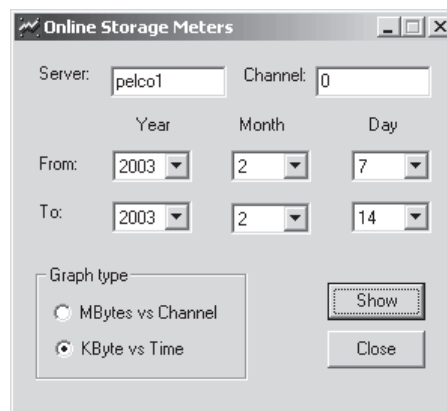 Online Storage Meters
Server: pelco1 Channel: 0
Year Month Day
From: 2003 2 7
To: 2003 2 14
Graph type
MBytes vs Channel
KByte vs Time
Show
Close